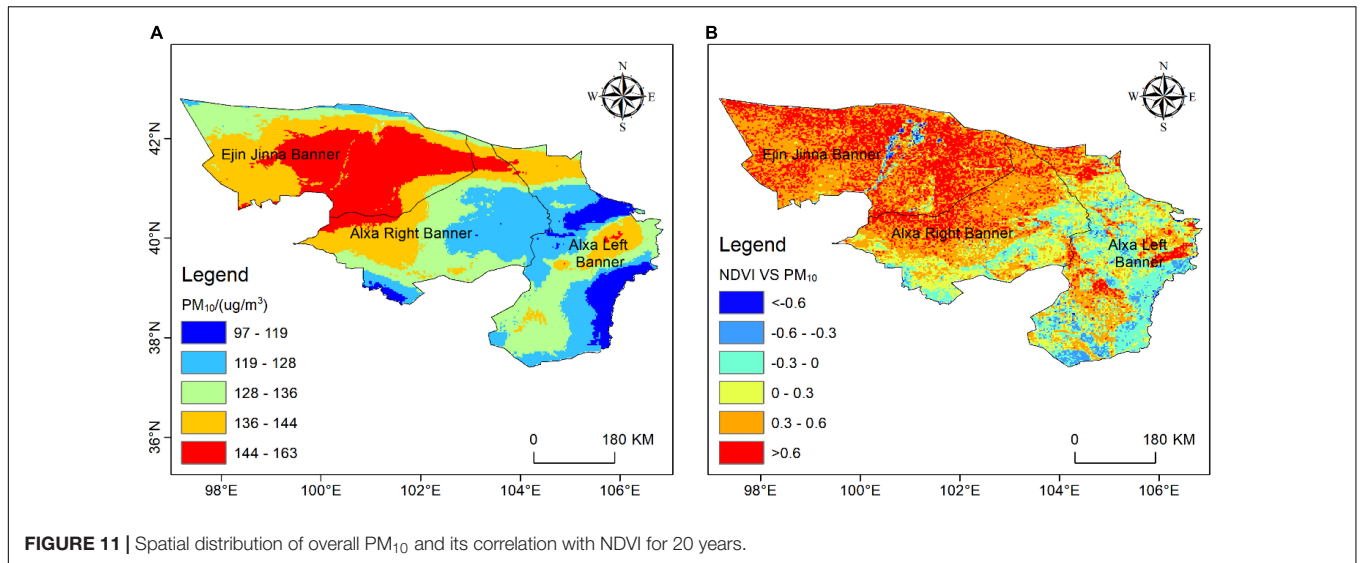 A
N
W E
S
42°N
40°N
38°N
36°N
Ejin Jinna Banner
Alxa Right Banner
Alxa Left
Banner
Legend
PM₁₀/(ug/m³)
97 - 119
119 - 128
128 - 136
136 - 144
144 - 163
0 180 KM
98°E 100°E 102°E 104°E 106°E
B
N
W E
S
Ejin Jinna Banner
Alxa Right Banner
Alxa Left
Banner
Legend
NDVI VS PM₁₀
<-0.6
-0.6 - -0.3
-0.3 - 0
0 - 0.3
0.3 - 0.6
>0.6
0 180 KM
98°E 100°E 102°E 104°E 106°E
FIGURE 11 | Spatial distribution of overall PM₁₀ and its correlation with NDVI for 20 years.